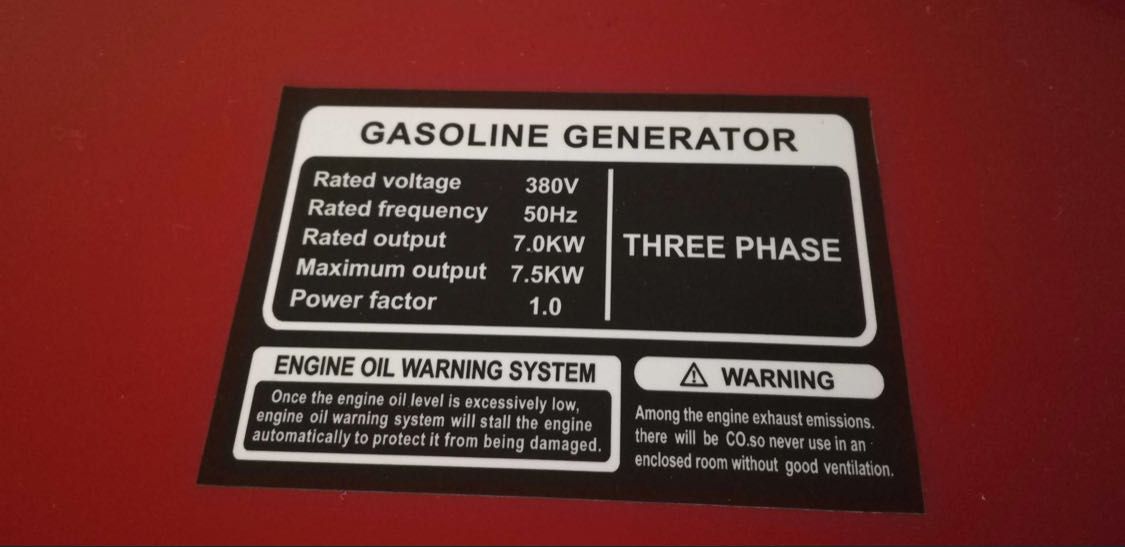 GASOLINE GENERATOR
Rated voltage 380V
Rated frequency 50Hz
Rated output 7.0KW
Maximum output 7.5KW
Power factor 1.0
THREE PHASE
ENGINE OIL WARNING SYSTEM
Once the engine oil level is excessively low,
engine oil warning system will stall the engine
automatically to protect it from being damaged.
WARNING
Among the engine exhaust emissions.
there will be CO.so never use in an
enclosed room without good ventilation.